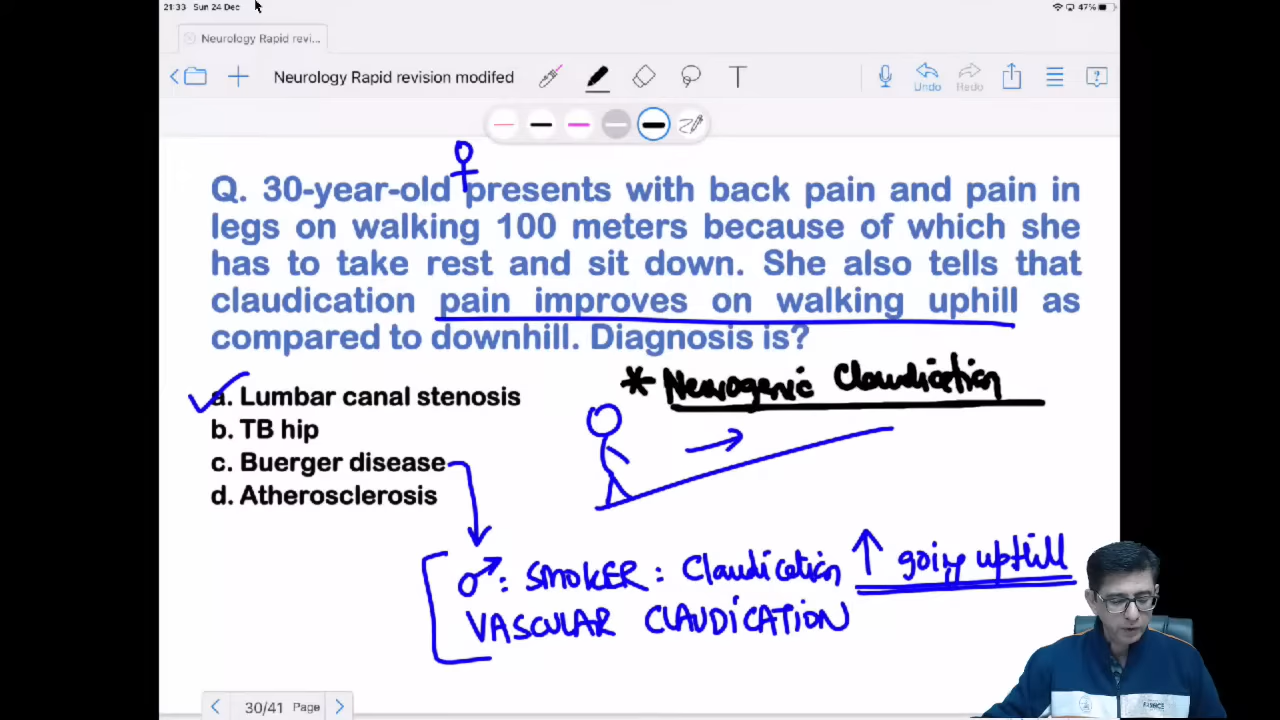 21:33 Sun 24 Dec
47%
Neurology Rapid revi...
Neurology Rapid revision modified
T
Undo
Redo
Q. 30-year-old presents with back pain and pain in
legs on walking 100 meters because of which she
has to take rest and sit down. She also tells that
claudication pain improves on walking uphill as
compared to downhill. Diagnosis is?
* Neurogenic Claudication
a. Lumbar canal stenosis
b. TB hip
c. Buerger disease
d. Atherosclerosis
♂: SMOKER: Claudication ↑ going uphill
VASCULAR CLAUDICATION
30/41 Page